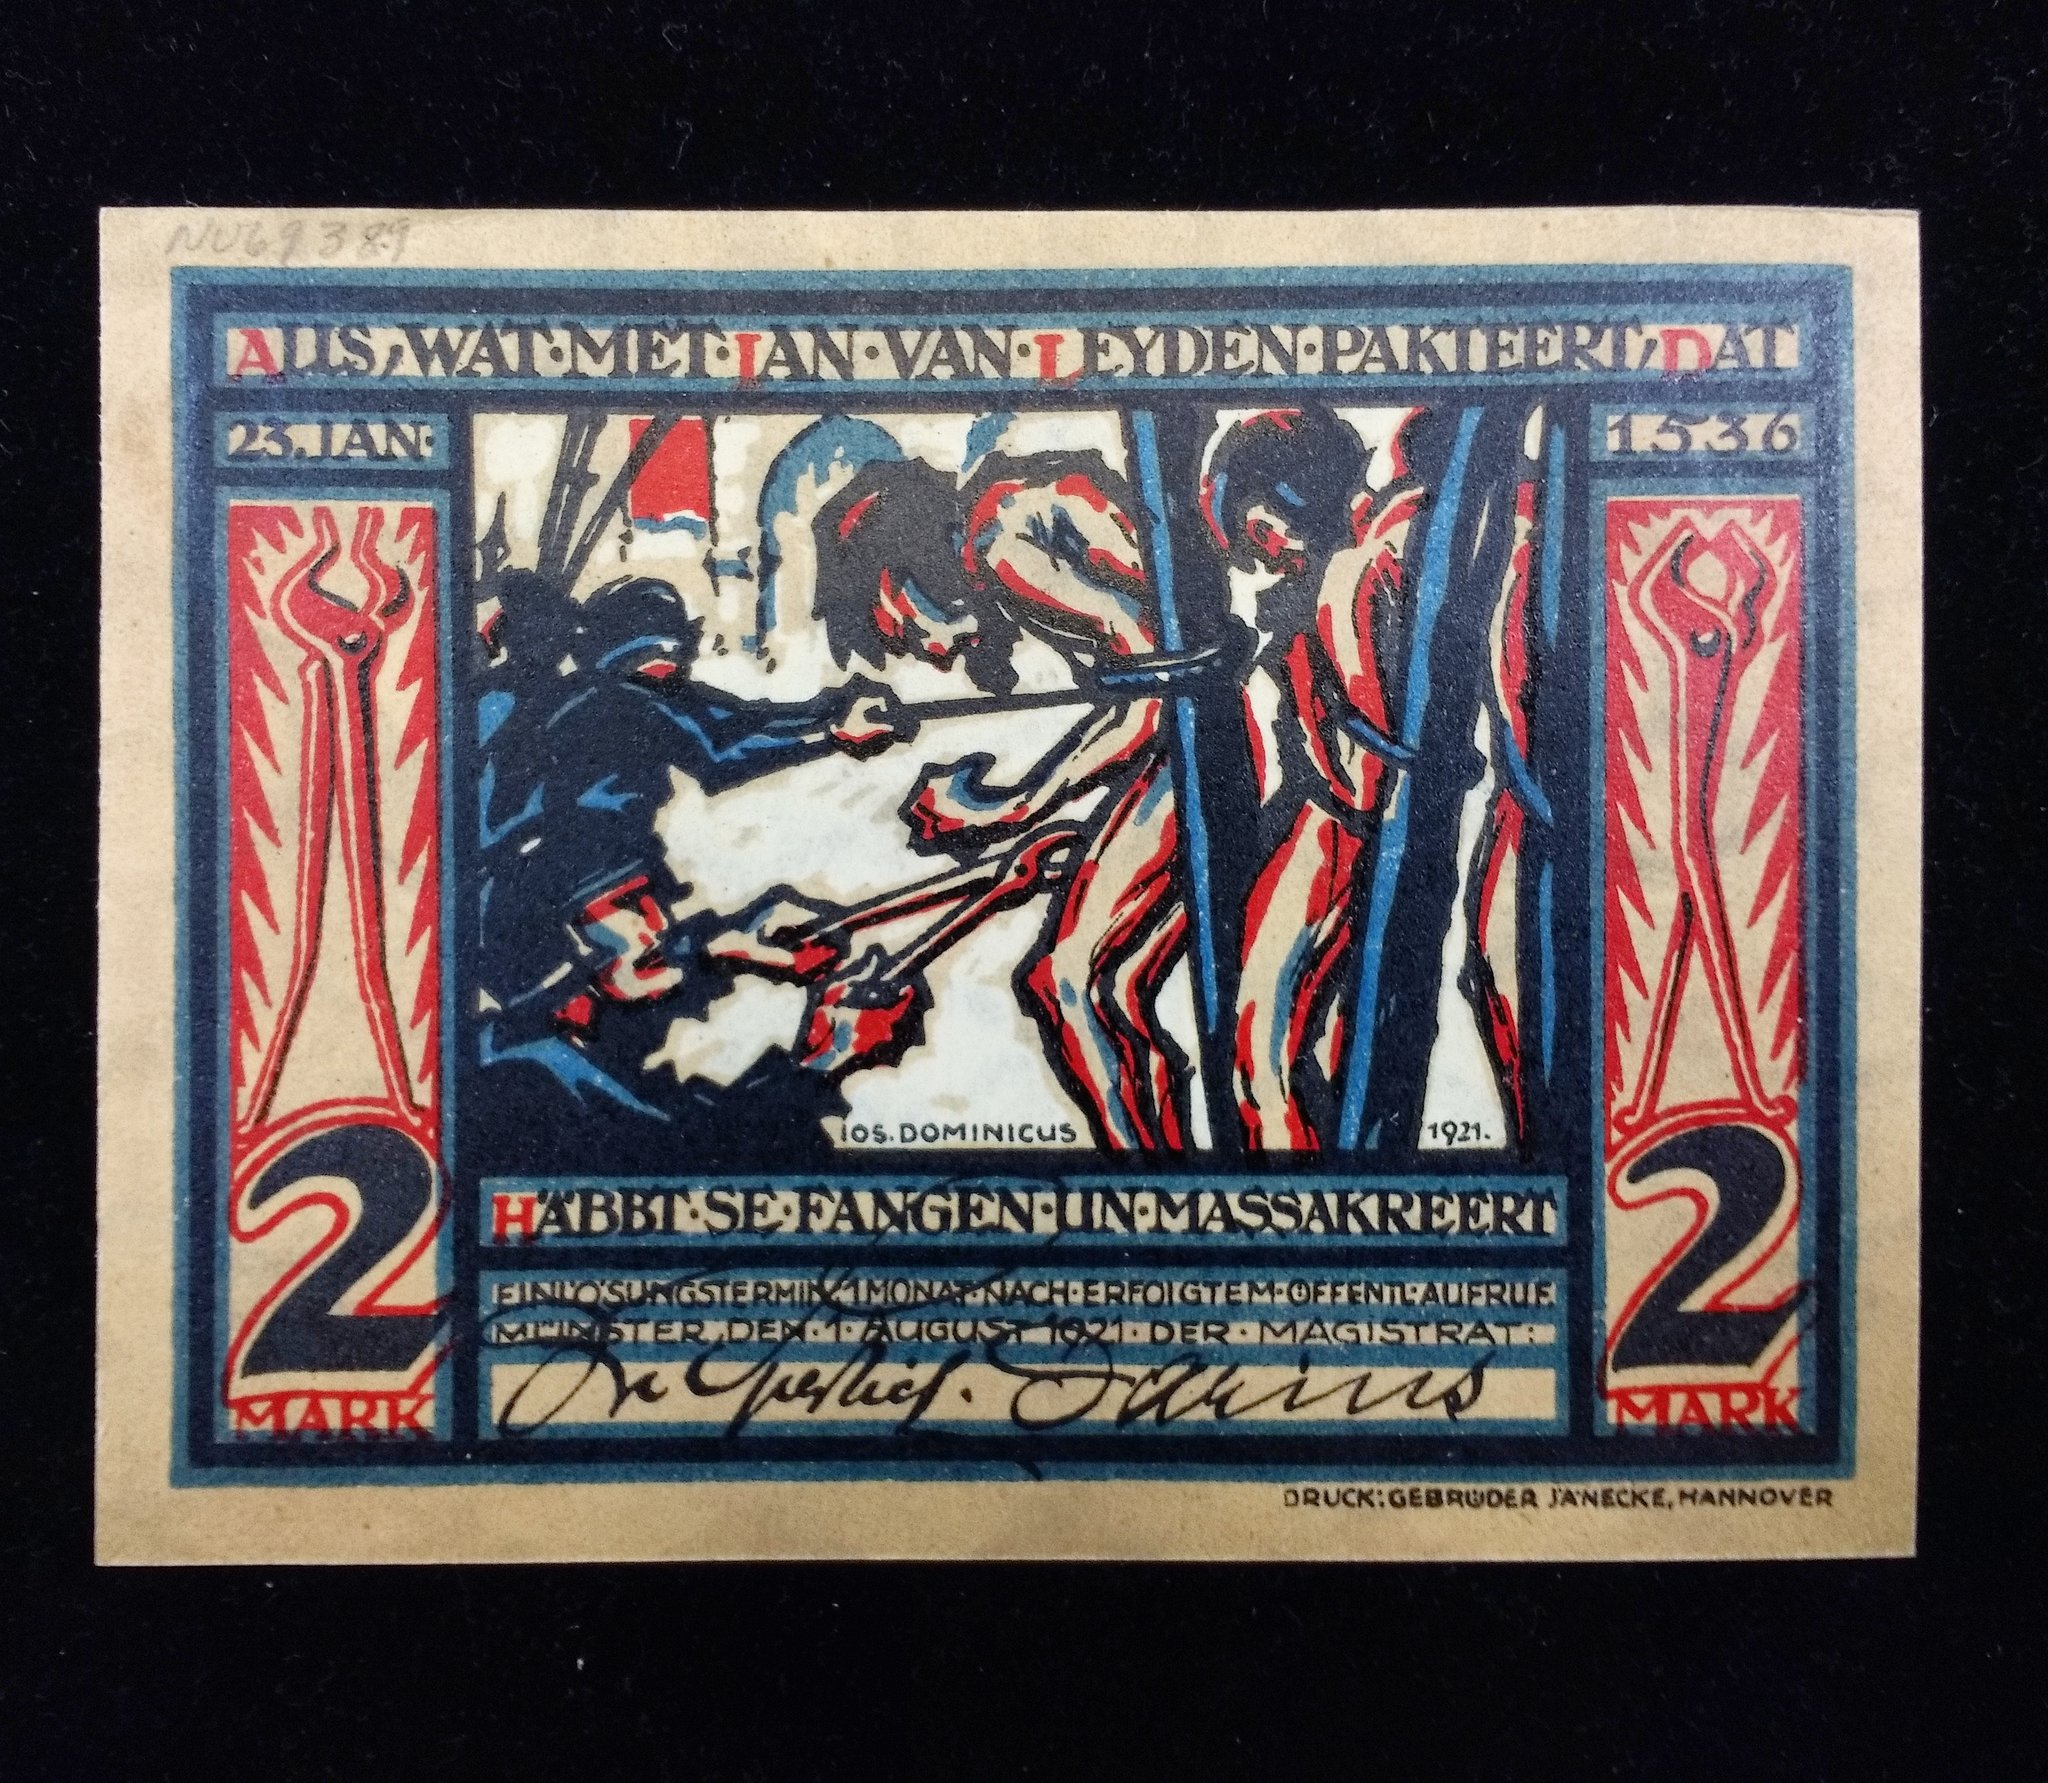 NU69389
ALLS, WAT·MET·IAN·VAN·LEYDEN·PAKTEERT, DAT
23.IAN· 1536
IOS. DOMINICUS 1921.
HÄBBT·SE·FANGEN·UN·MASSAKREERT
EINLÖSUNGSTERMIN·1 MONAT·NACH·ERFOLGTEM·ÖFFENTL·AUFRUF
MÜNSTER, DEN·1·AUGUST 1921·DER·MAGISTRAT:
2 MARK
2 MARK
DRUCK: GEBRÜDER JÄNECKE, HANNOVER